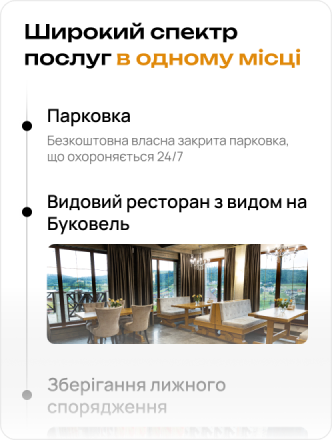 Широкий спектр
послуг в одному місці
Парковка
Безкоштовна власна закрита парковка,
що охороняється 24/7
Видовий ресторан з видом на
Буковель
Зберігання лижного
спорядження